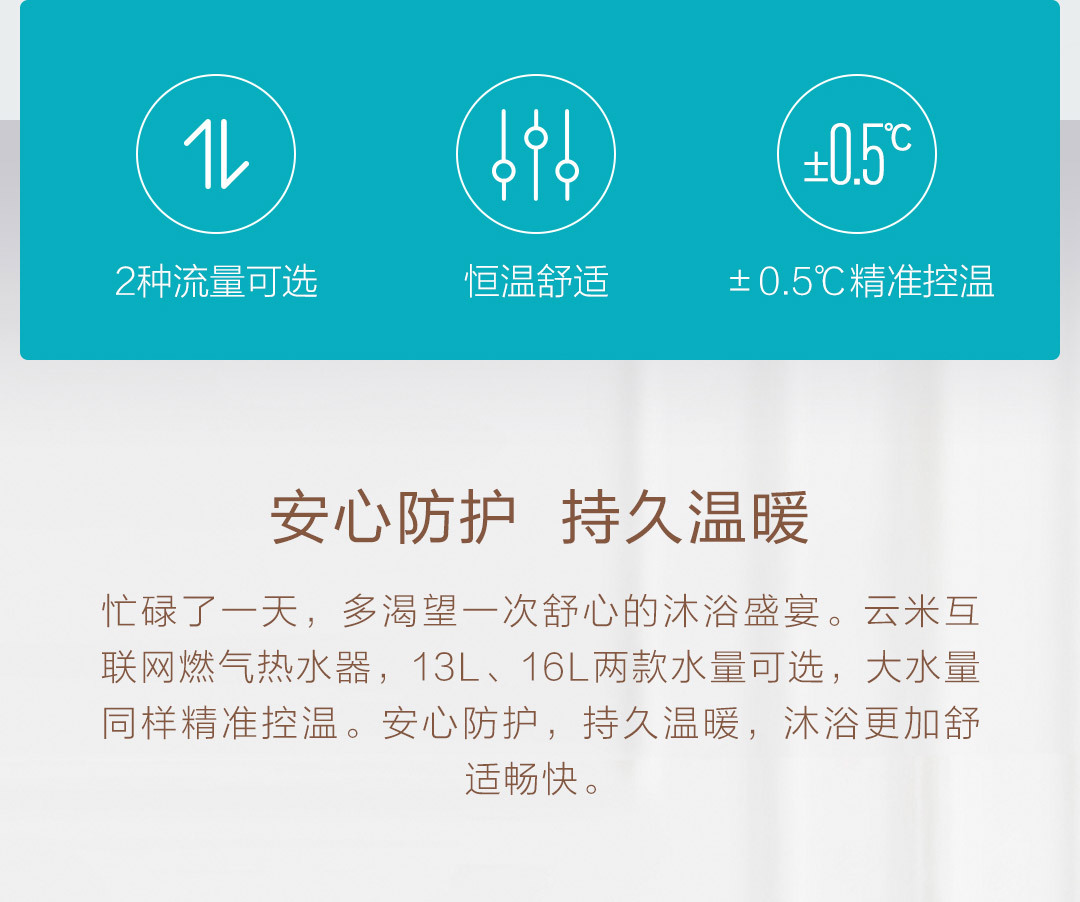 ±0.5℃
2种流量可选
恒温舒适
±0.5℃精准控温
安心防护 持久温暖
忙碌了一天，多渴望一次舒心的沐浴盛宴。云米互
联网燃气热水器，13L、16L两款水量可选，大水量
同样精准控温。安心防护，持久温暖，沐浴更加舒
适畅快。